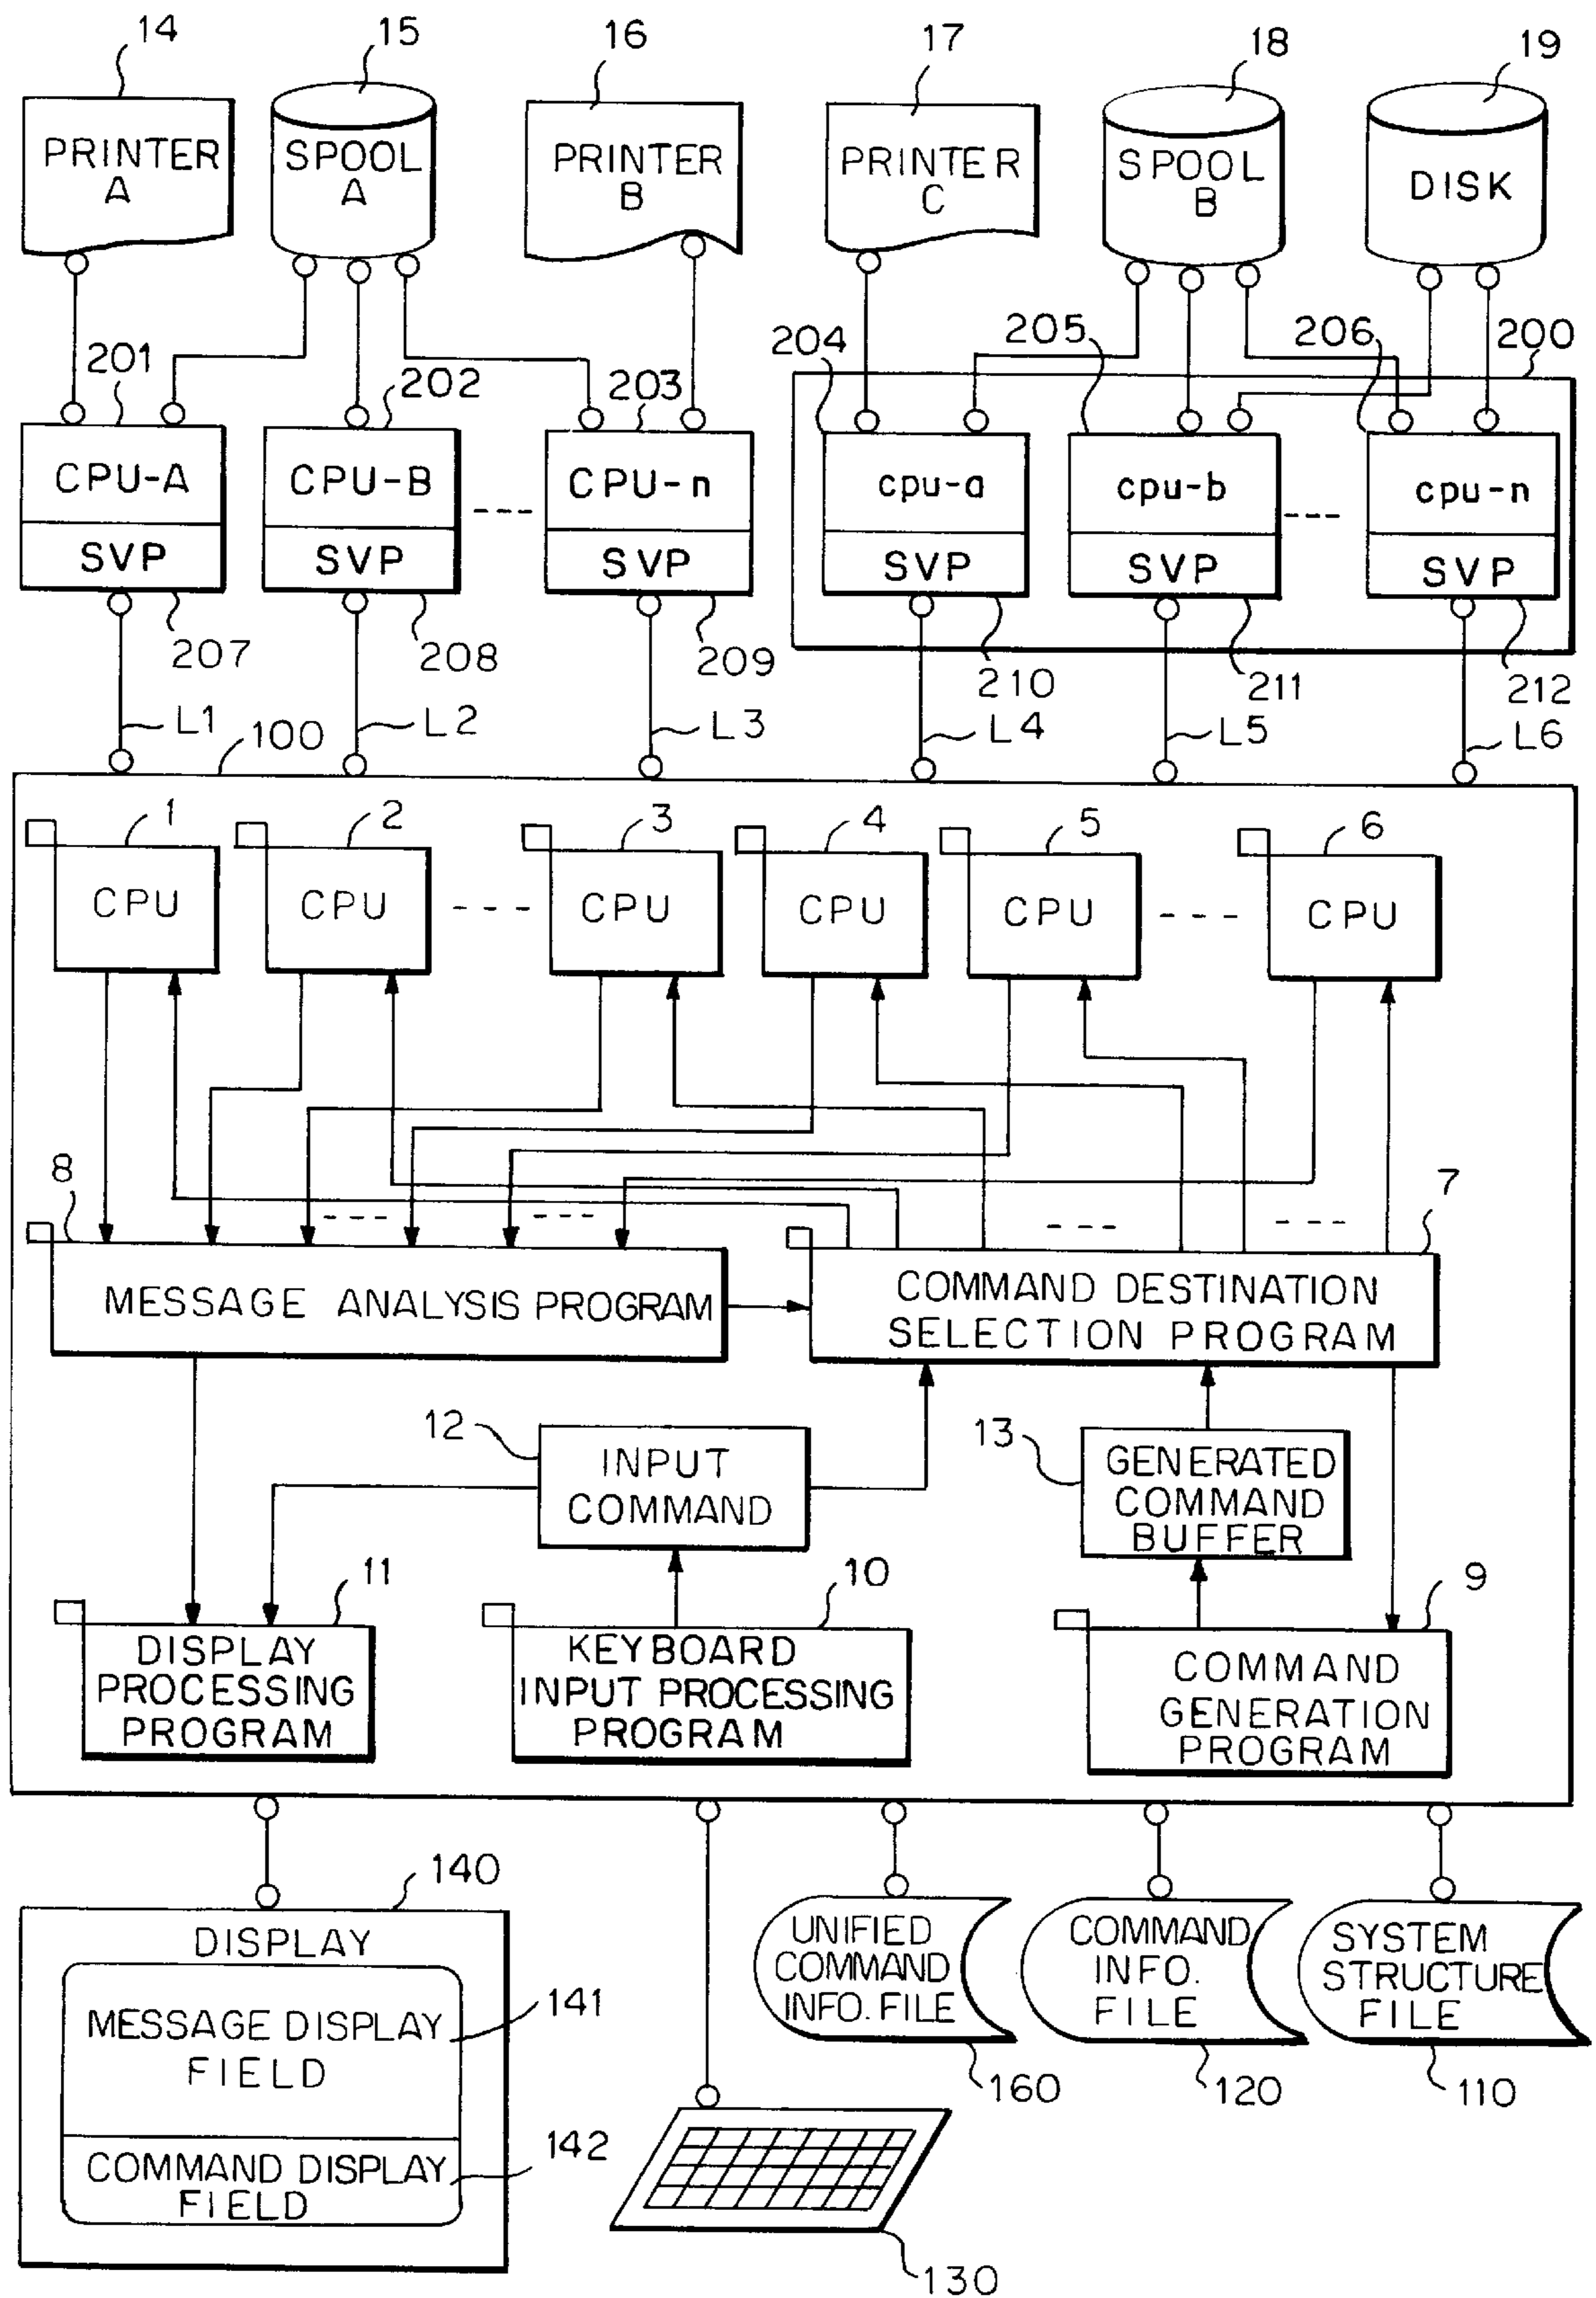 14
15
16
17
18
19
PRINTER
A
SPOOL
A
PRINTER
B
PRINTER
C
SPOOL
B
DISK
201
202
203
204
205
206
200
CPU-A
CPU-B
---
CPU-n
cpu-a
cpu-b
---
cpu-n
SVP
SVP
SVP
SVP
SVP
SVP
207
208
209
210
211
212
L1
L2
L3
L4
L5
L6
100
1
2
3
4
5
6
CPU
CPU
---
CPU
CPU
CPU
---
CPU
8
---
---
---
---
7
MESSAGE ANALYSIS PROGRAM
COMMAND DESTINATION
SELECTION PROGRAM
12
INPUT
COMMAND
13
GENERATED
COMMAND
BUFFER
11
10
9
DISPLAY
PROCESSING
PROGRAM
KEYBOARD
INPUT PROCESSING
PROGRAM
COMMAND
GENERATION
PROGRAM
140
DISPLAY
MESSAGE DISPLAY
FIELD
141
COMMAND DISPLAY
FIELD
142
UNIFIED
COMMAND
INFO. FILE
160
COMMAND
INFO.
FILE
120
SYSTEM
STRUCTURE
FILE
110
130